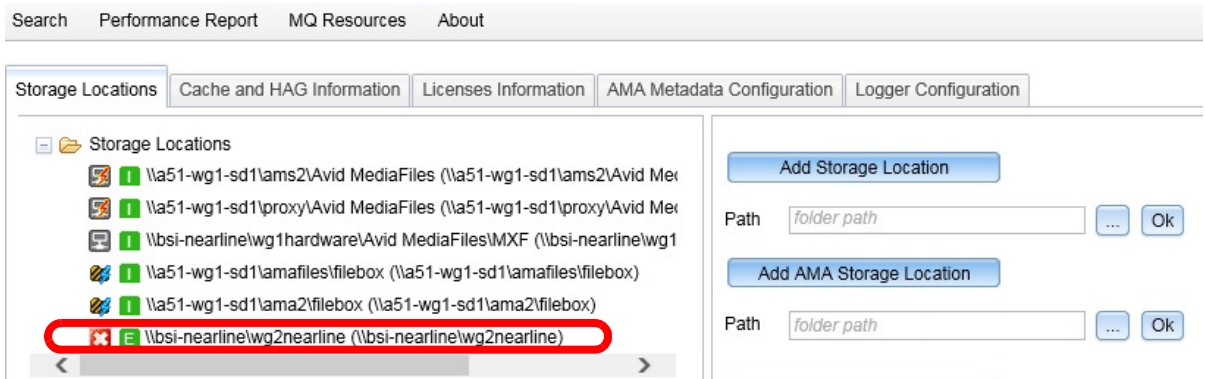 Search Performance Report MQ Resources About
Storage Locations Cache and HAG Information Licenses Information AMA Metadata Configuration Logger Configuration
Storage Locations
I \\a51-wg1-sd1\ams2\Avid MediaFiles (\\a51-wg1-sd1\ams2\Avid Med
I \\a51-wg1-sd1\proxy\Avid MediaFiles (\\a51-wg1-sd1\proxy\Avid Med
I \\bsi-nearline\wg1hardware\Avid MediaFiles\MXF (\\bsi-nearline\wg1
I \\a51-wg1-sd1\amafiles\filebox (\\a51-wg1-sd1\amafiles\filebox)
I \\a51-wg1-sd1\ama2\filebox (\\a51-wg1-sd1\ama2\filebox)
E \\bsi-nearline\wg2nearline (\\bsi-nearline\wg2nearline)
Add Storage Location
Path folder path ... Ok
Add AMA Storage Location
Path folder path ... Ok